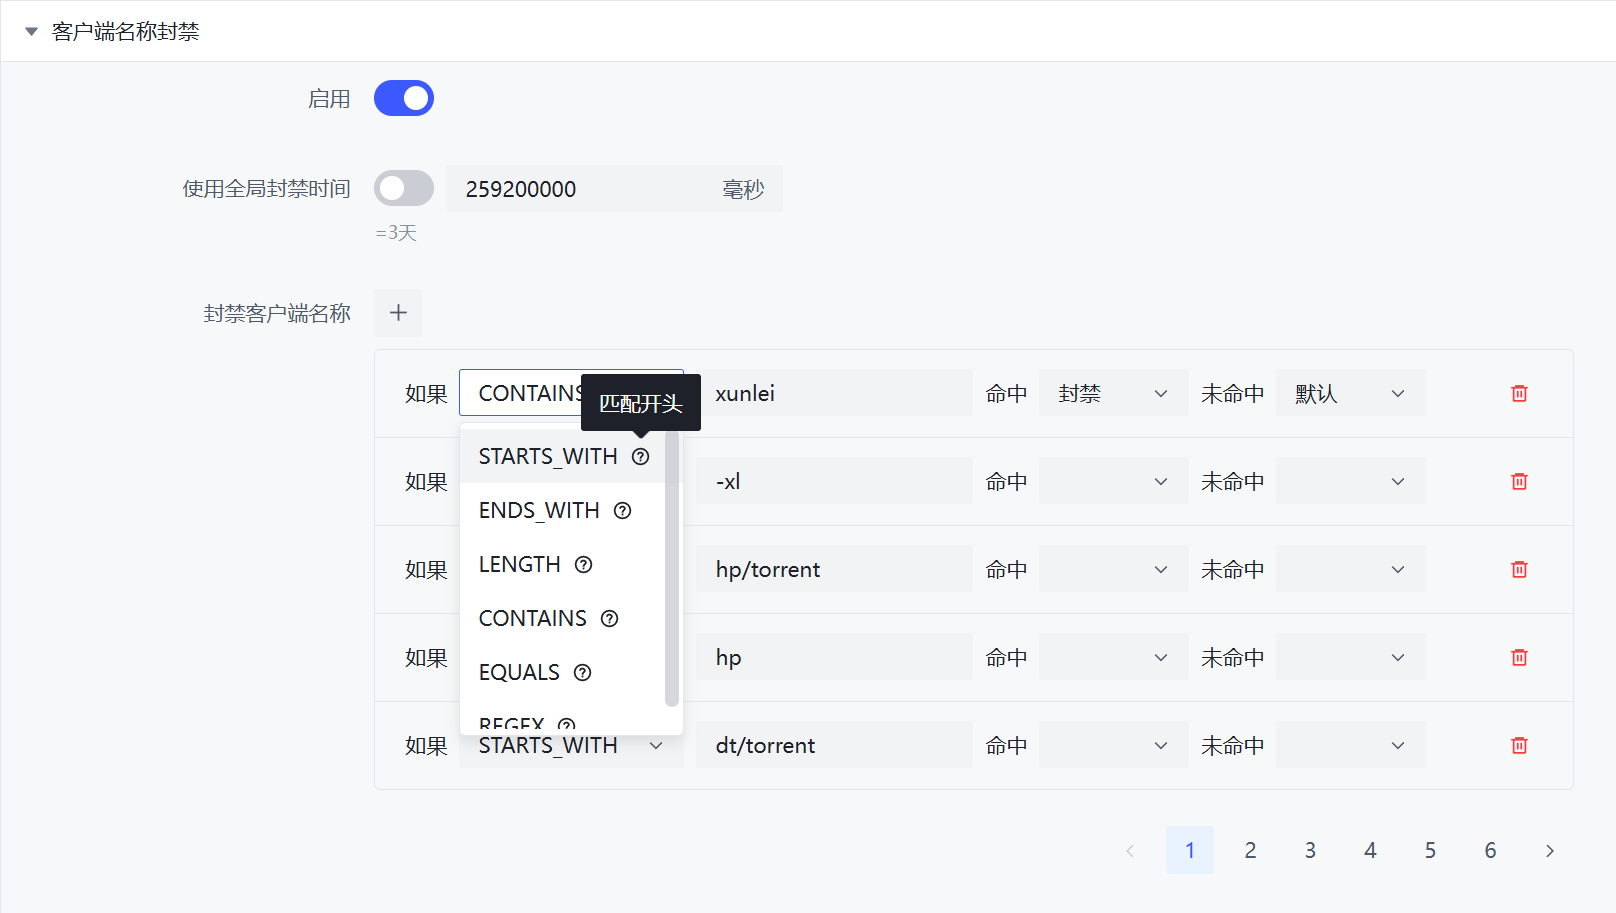 客户端名称封禁
启用
使用全局封禁时间 259200000 毫秒
=3天
封禁客户端名称
如果 CONTAINS 匹配开头 xunlei 命中 封禁 未命中 默认
STARTS_WITH
如果 -xl 命中 未命中
ENDS_WITH
LENGTH
如果 hp/torrent 命中 未命中
CONTAINS
如果 hp 命中 未命中
EQUALS
REGEX
如果 STARTS_WITH dt/torrent 命中 未命中
1 2 3 4 5 6